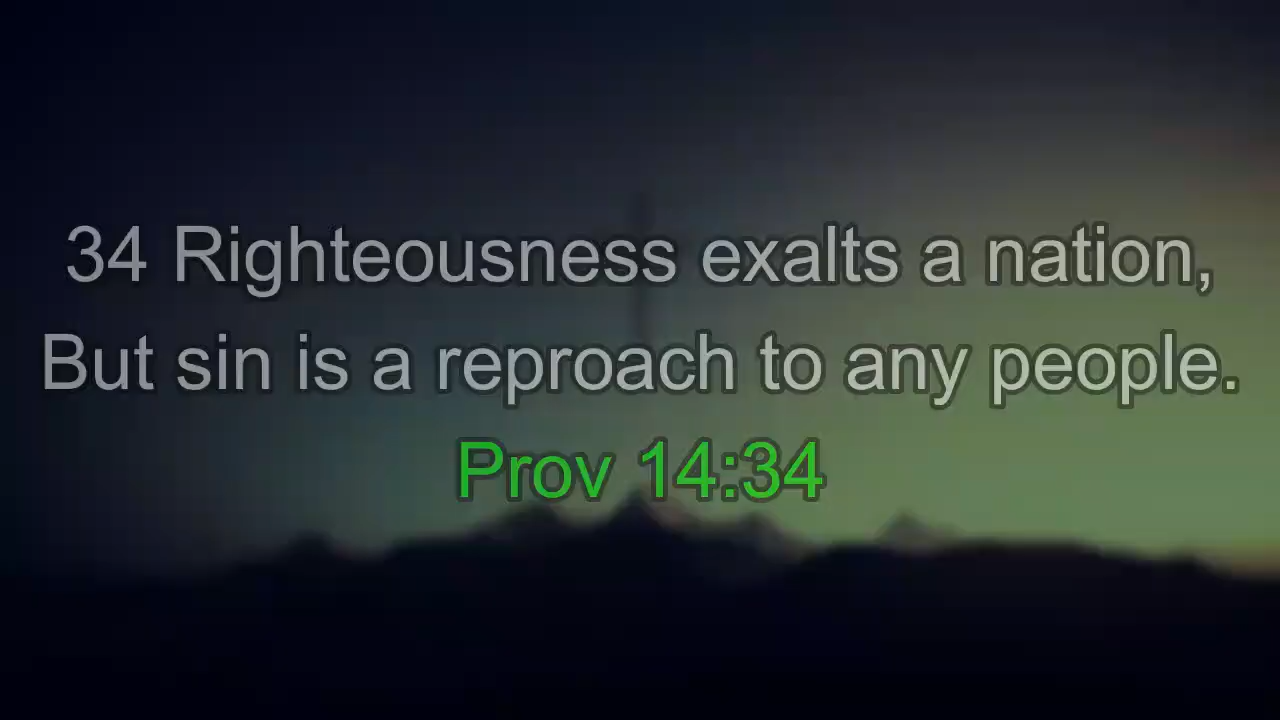 34 Righteousness exalts a nation,
But sin is a reproach to any people.
Prov 14:34